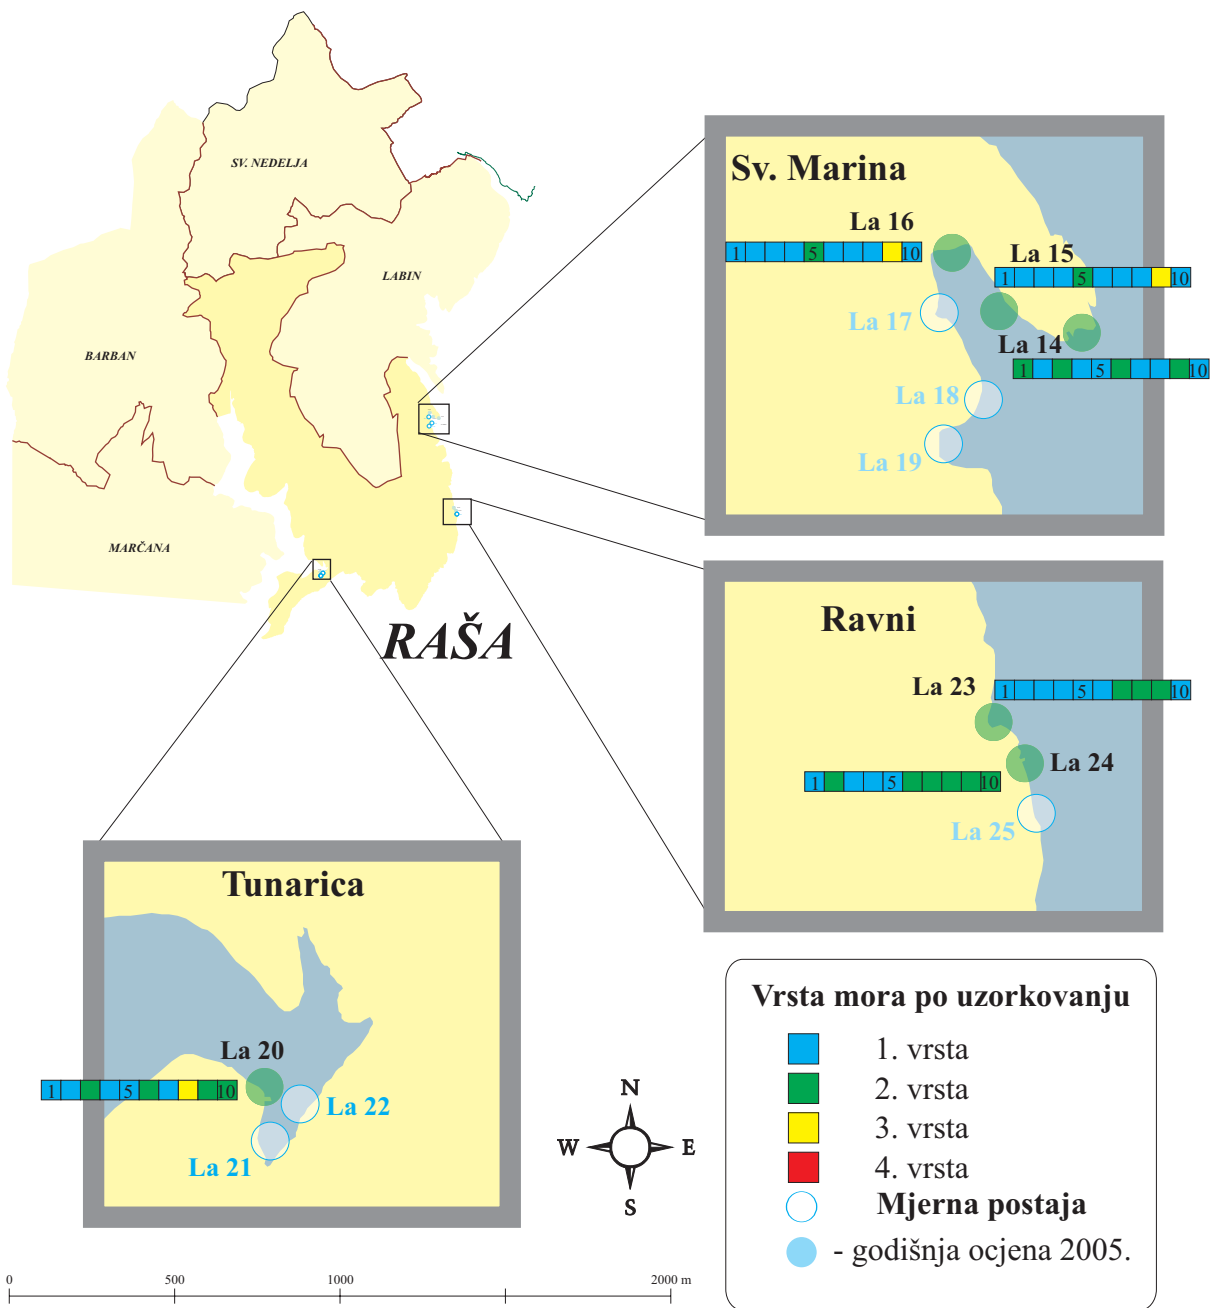 SV. NEDELJA
LABIN
BARBAN
MARČANA
RAŠA
Sv. Marina
La 16
1 5 10
La 15
1 5 10
La 17
La 14
1 5 10
La 18
La 19
Ravni
La 23
1 5 10
La 24
1 5 10
La 25
Tunarica
La 20
1 5 10
La 22
La 21
N
W E
S
Vrsta mora po uzorkovanju
1. vrsta
2. vrsta
3. vrsta
4. vrsta
Mjerna postaja
- godišnja ocjena 2005.
0 500 1000 2000 m